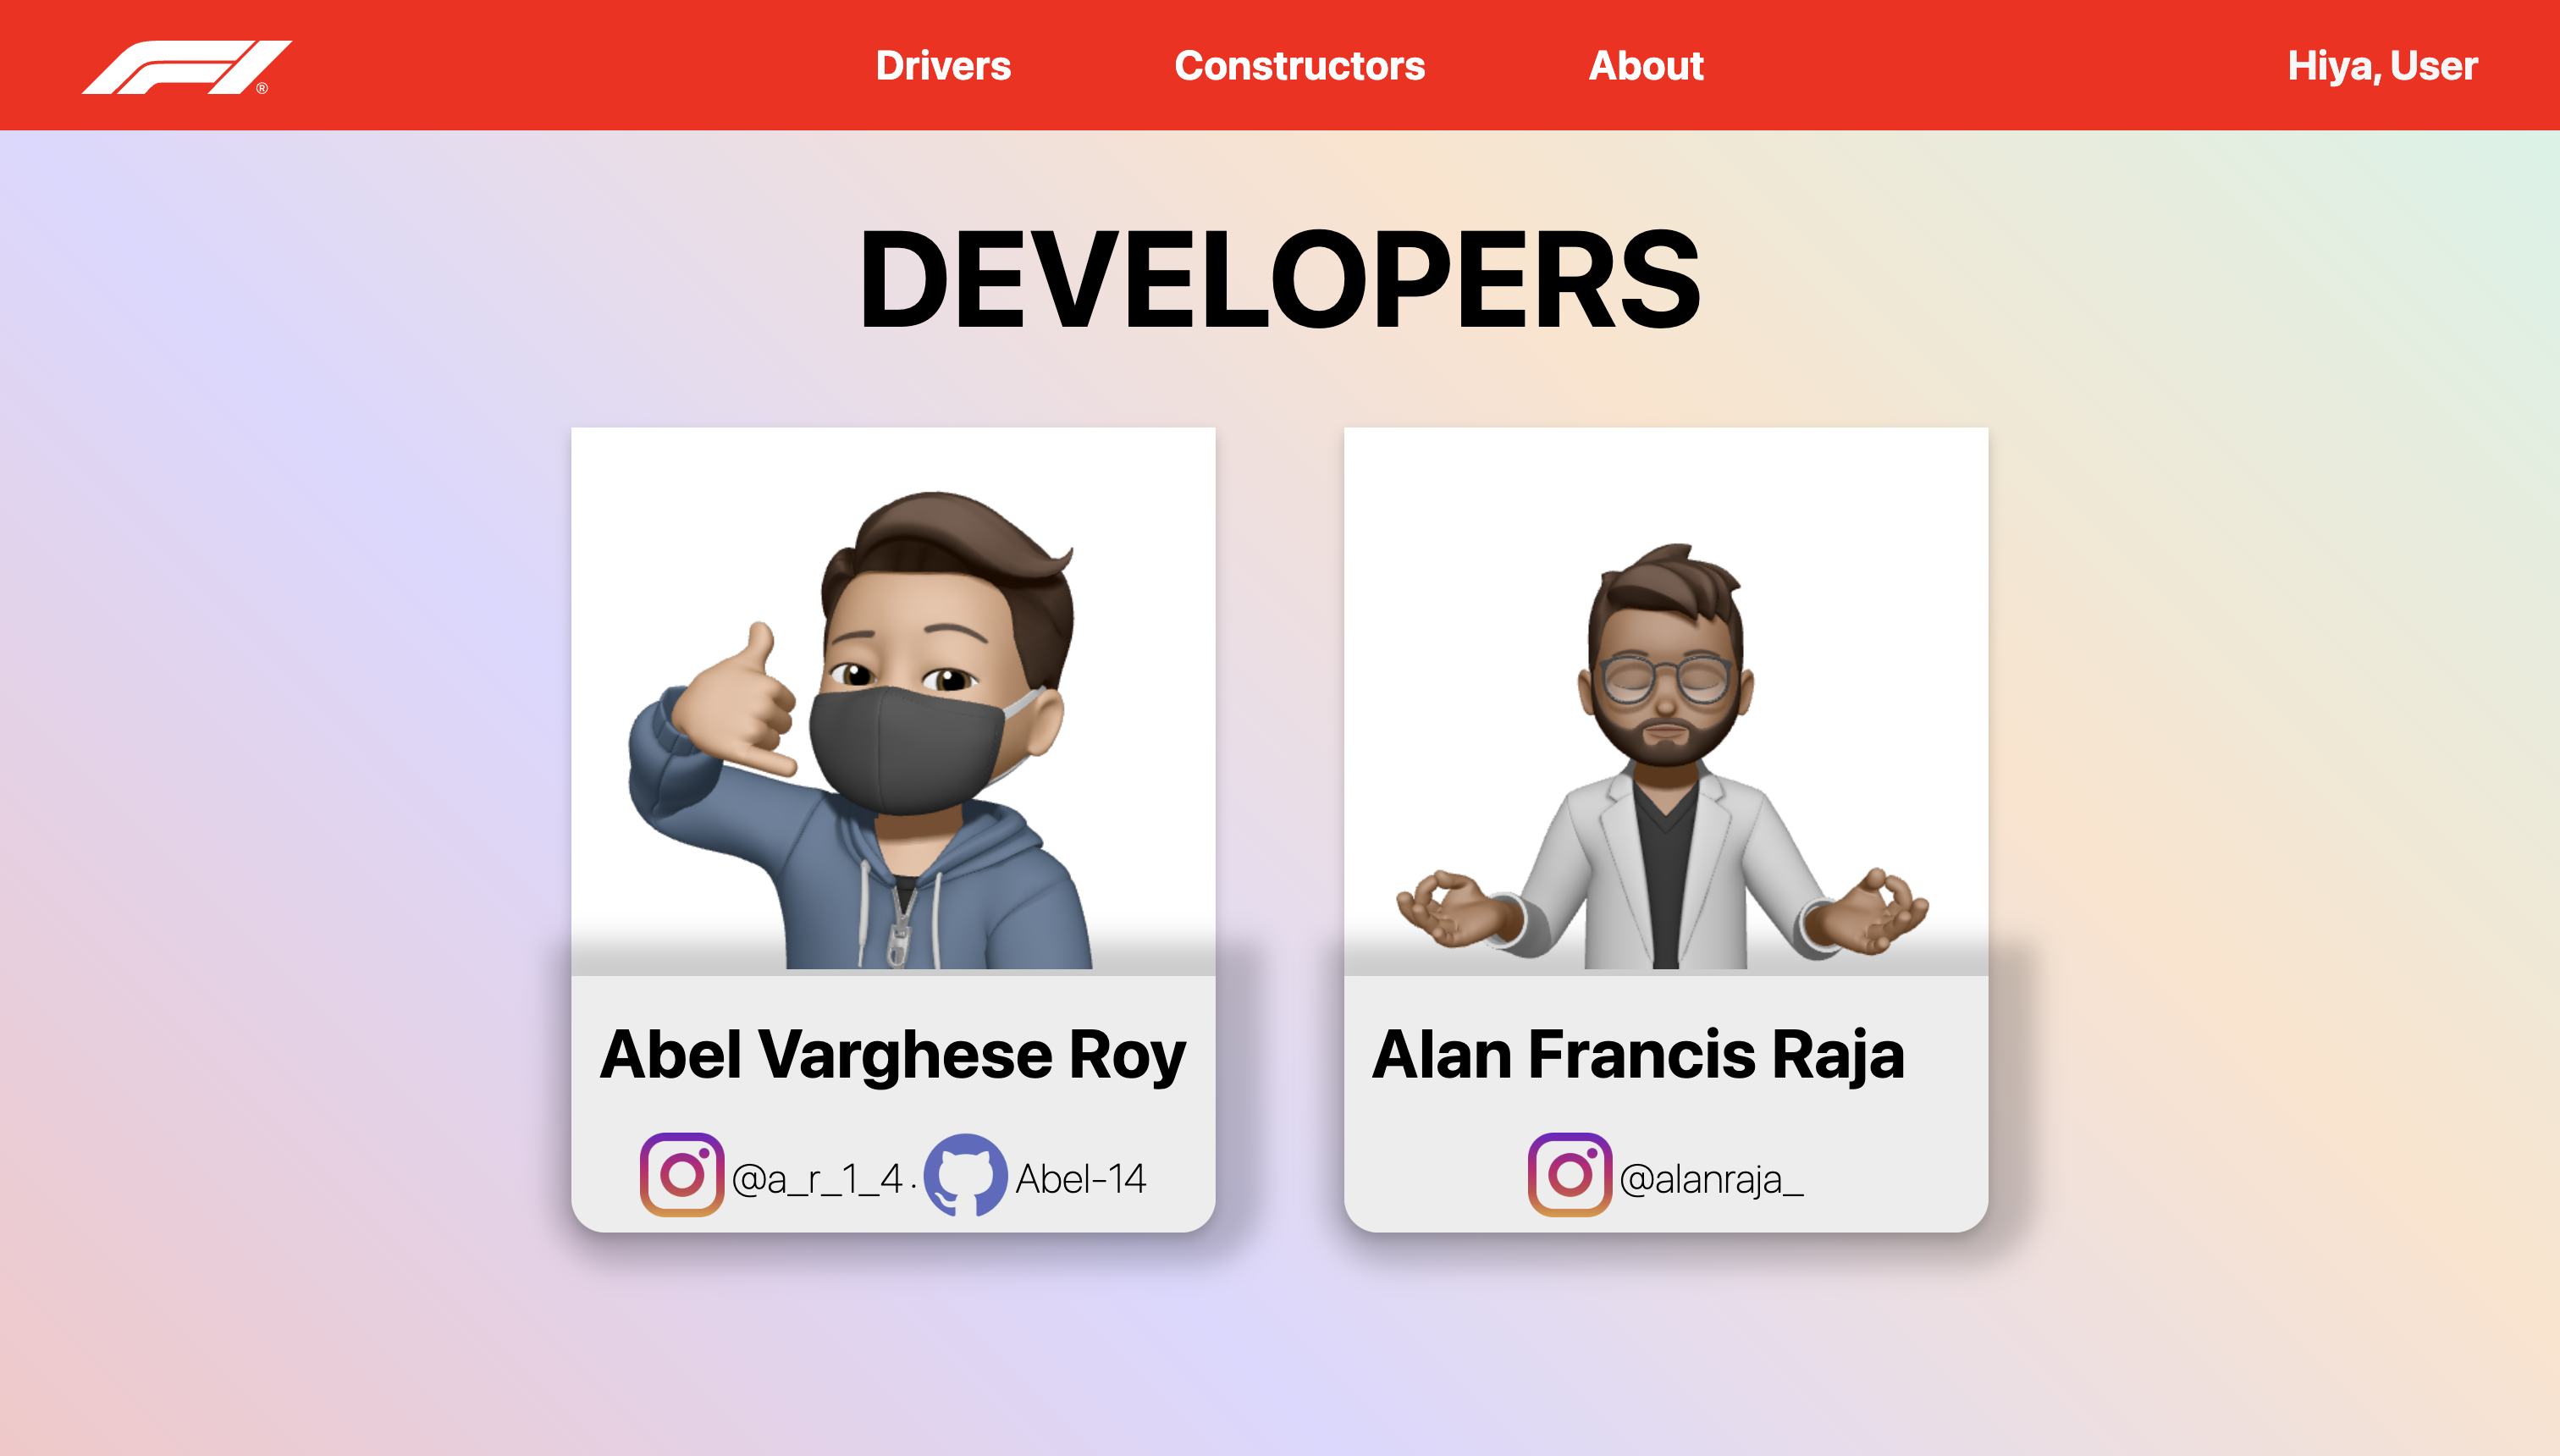 F1® Drivers Constructors About Hiya, User
DEVELOPERS
Abel Varghese Roy
@a_r_1_4 · Abel-14
Alan Francis Raja
@alanraja_